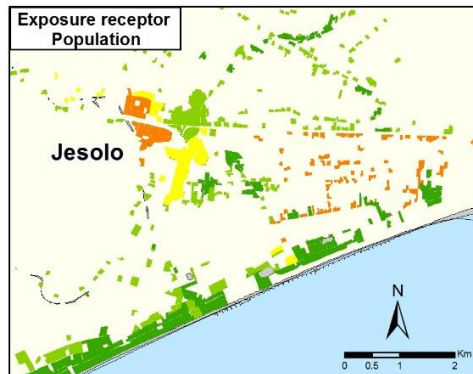 Exposure receptor
Population
Jesolo
N
Km
0 0.5 1 2